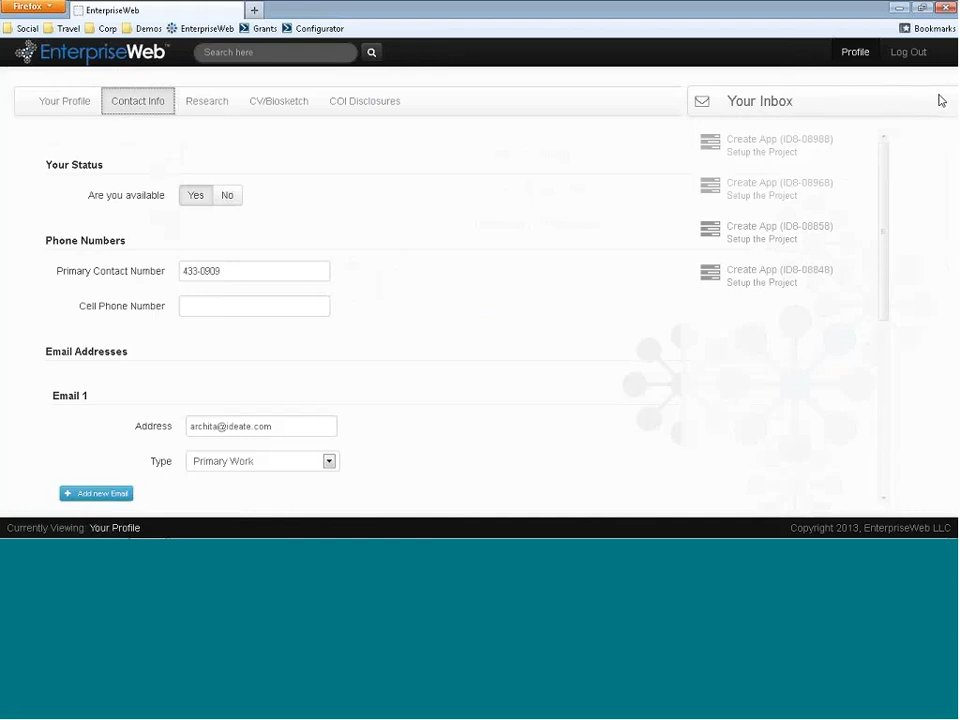 Firefox
EnterpriseWeb
+
Social Travel Corp Demos EnterpriseWeb Grants Configurator
Bookmarks
EnterpriseWeb™
Search here
Profile Log Out
Your Profile Contact Info Research CV/Biosketch COI Disclosures
Your Inbox
Create App (ID8-08988)
Setup the Project
Create App (ID8-08968)
Setup the Project
Create App (ID8-08858)
Setup the Project
Create App (ID8-08848)
Setup the Project
Your Status
Are you available Yes No
Phone Numbers
Primary Contact Number 433-0909
Cell Phone Number
Email Addresses
Email 1
Address archita@ideate.com
Type Primary Work
+ Add new Email
Currently Viewing: Your Profile
Copyright 2013, EnterpriseWeb LLC